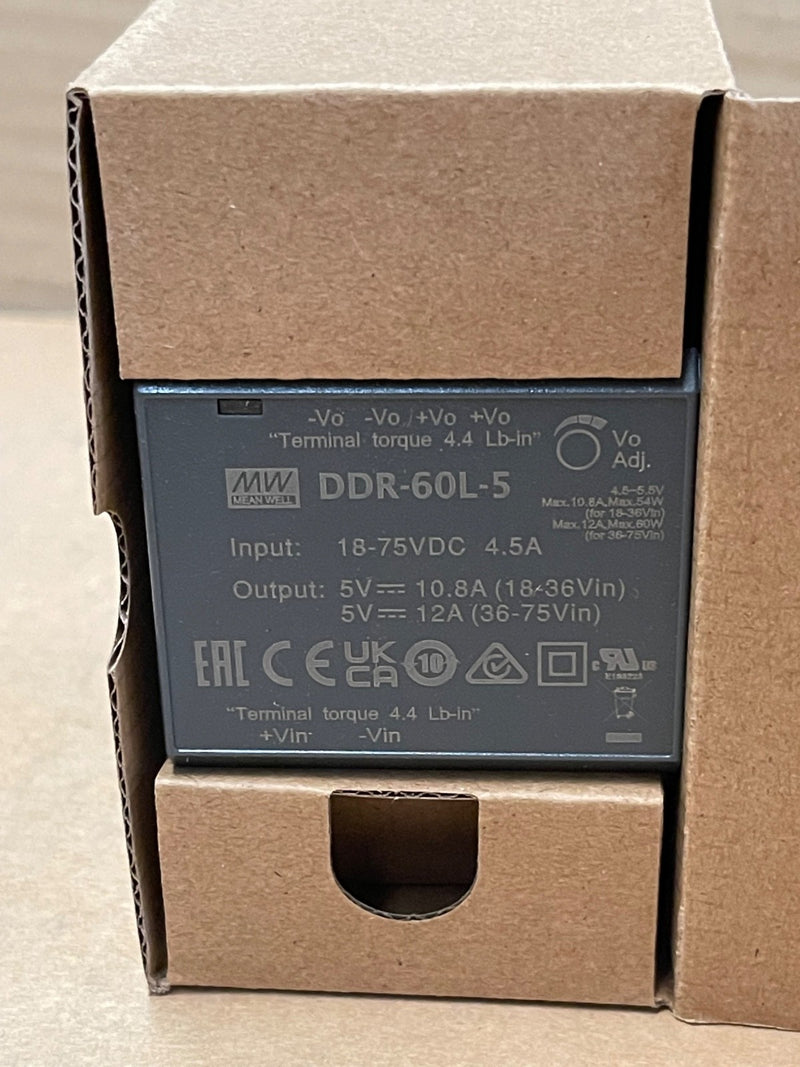 -Vo -Vo +Vo +Vo
"Terminal torque 4.4 Lb-in"
Vo
Adj.
MW
MEAN WELL
DDR-60L-5
4.5-5.5V
Max.10.8A,Max.54W
(for 18-36Vin)
Max.12A,Max.60W
(for 36-75Vin)
Input: 18-75VDC 4.5A
Output: 5V⎓ 10.8A (18-36Vin)
5V⎓ 12A (36-75Vin)
EAC CE UK CA 10 c RU US
"Terminal torque 4.4 Lb-in"
+Vin -Vin